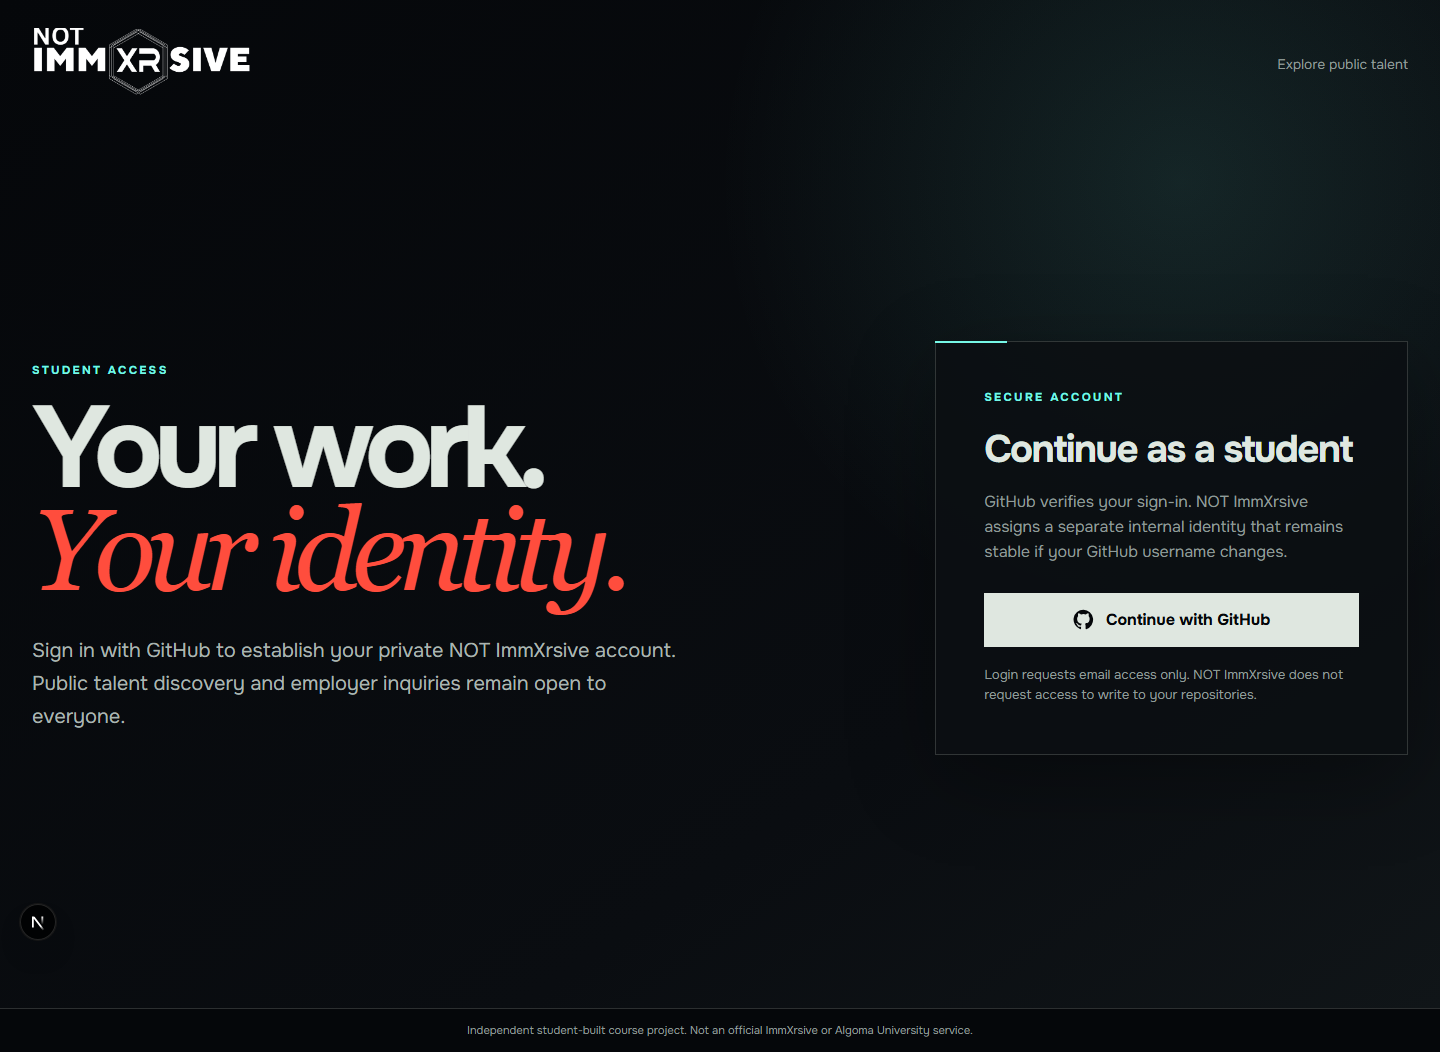 NOT
IMMXRSIVE
Explore public talent
STUDENT ACCESS
Your work.
Your identity.
Sign in with GitHub to establish your private NOT ImmXrsive account.
Public talent discovery and employer inquiries remain open to
everyone.
SECURE ACCOUNT
Continue as a student
GitHub verifies your sign-in. NOT ImmXrsive
assigns a separate internal identity that remains
stable if your GitHub username changes.
Continue with GitHub
Login requests email access only. NOT ImmXrsive does not
request access to write to your repositories.
N
Independent student-built course project. Not an official ImmXrsive or Algoma University service.